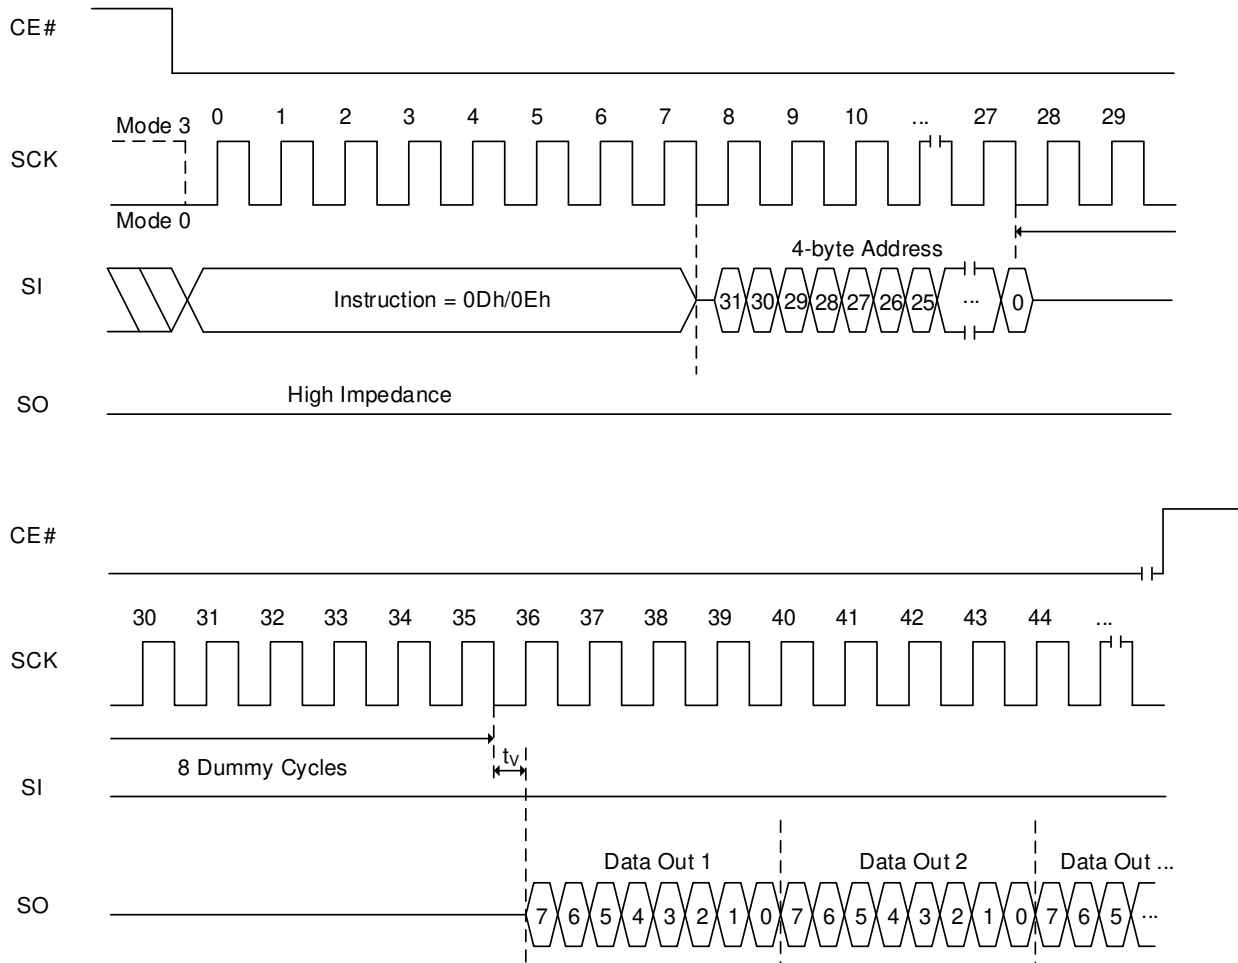 CE#
0 1 2 3 4 5 6 7 8 9 10 ... 27 28 29
Mode 3
SCK
Mode 0
4-byte Address
SI
Instruction = 0Dh/0Eh
31 30 29 28 27 26 25 ... 0
High Impedance
SO
CE#
30 31 32 33 34 35 36 37 38 39 40 41 42 43 44 ...
SCK
tV
8 Dummy Cycles
SI
Data Out 1 Data Out 2 Data Out ...
SO
7 6 5 4 3 2 1 0 7 6 5 4 3 2 1 0 7 6 5 ...